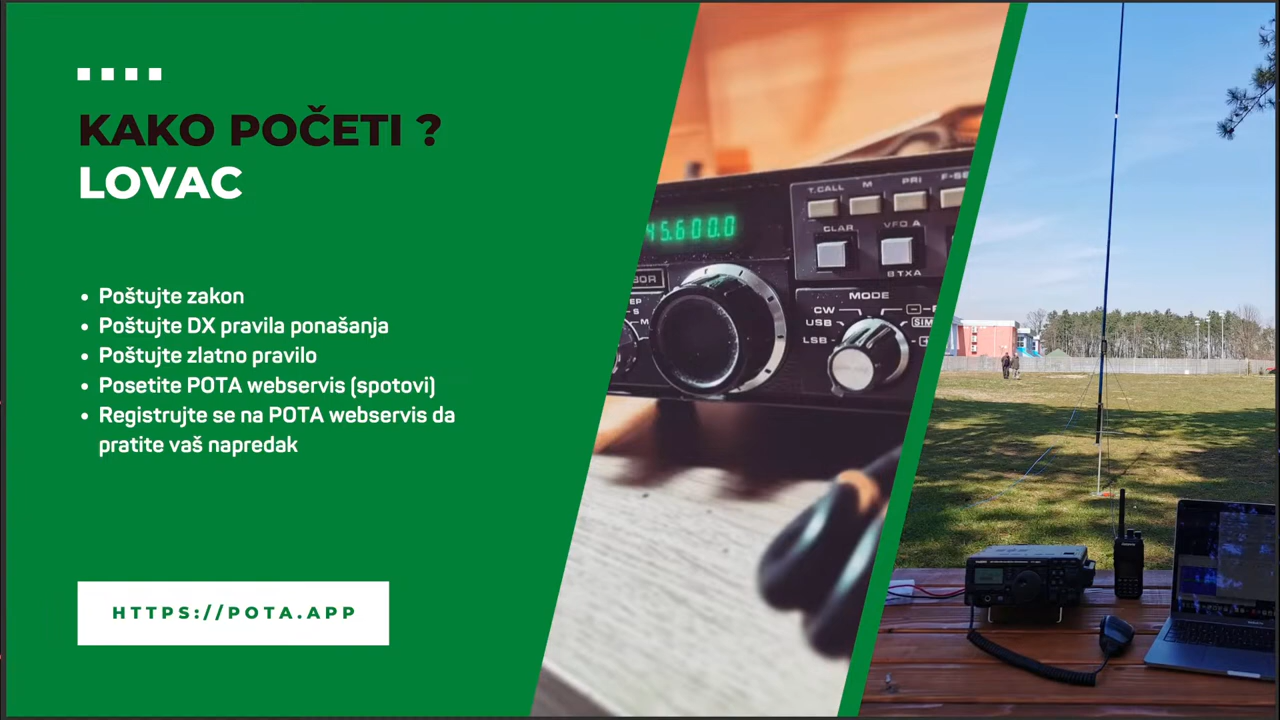 KAKO POČETI ?
LOVAC
• Poštujte zakon
• Poštujte DX pravila ponašanja
• Poštujte zlatno pravilo
• Posetite POTA webservis (spotovi)
• Registrujte se na POTA webservis da
pratite vaš napredak
HTTPS://POTA.APP
T.CALL M PRI
45.600.0
CLAR VFO A
BTXA
MODE
CW
USB
LSB